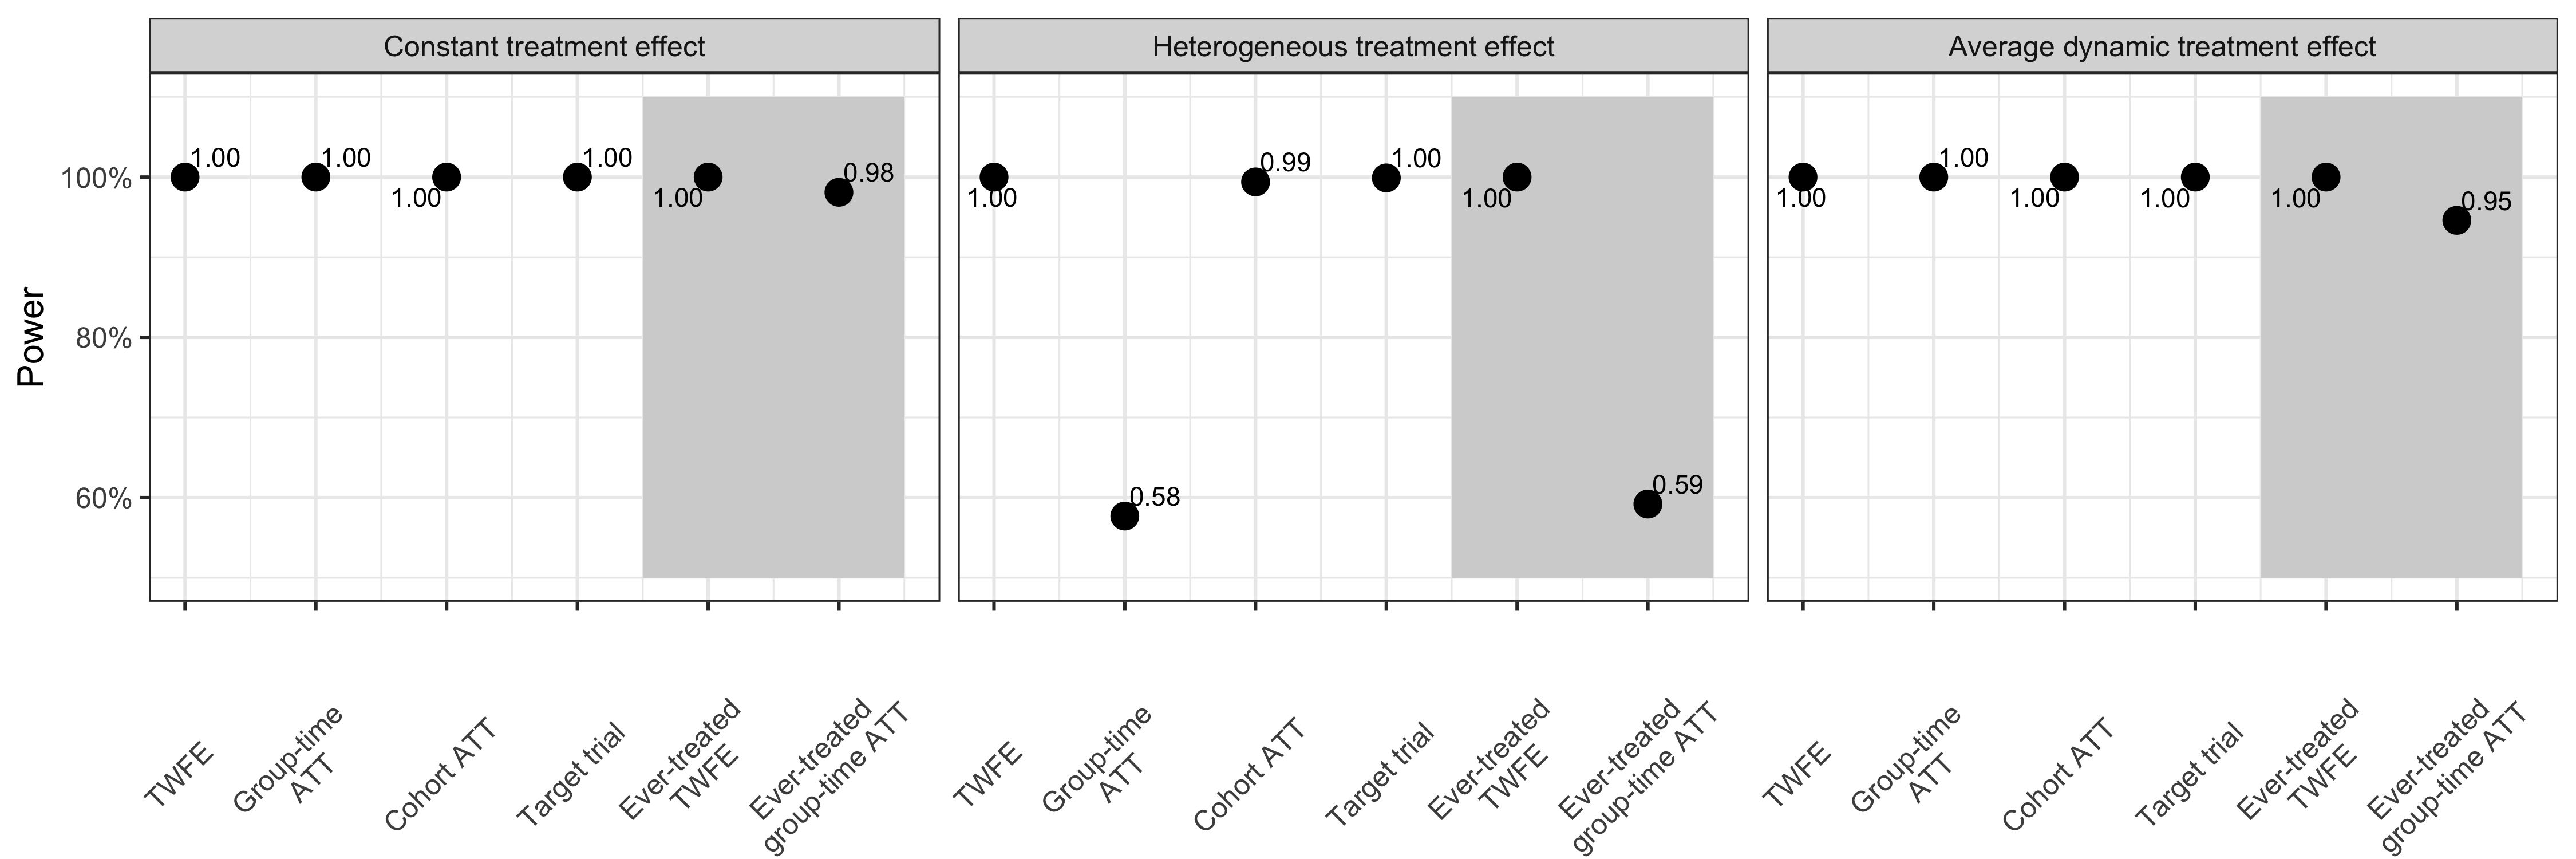 Constant treatment effect
Heterogeneous treatment effect
Average dynamic treatment effect
Power
100%
80%
60%
1.00
1.00
1.00
1.00
1.00
0.98
1.00
0.58
0.99
1.00
1.00
0.59
1.00
1.00
1.00
1.00
1.00
0.95
TWFE
Group-time
ATT
Cohort ATT
Target trial
Ever-treated
TWFE
Ever-treated
group-time ATT
TWFE
Group-time
ATT
Cohort ATT
Target trial
Ever-treated
TWFE
Ever-treated
group-time ATT
TWFE
Group-time
ATT
Cohort ATT
Target trial
Ever-treated
TWFE
Ever-treated
group-time ATT